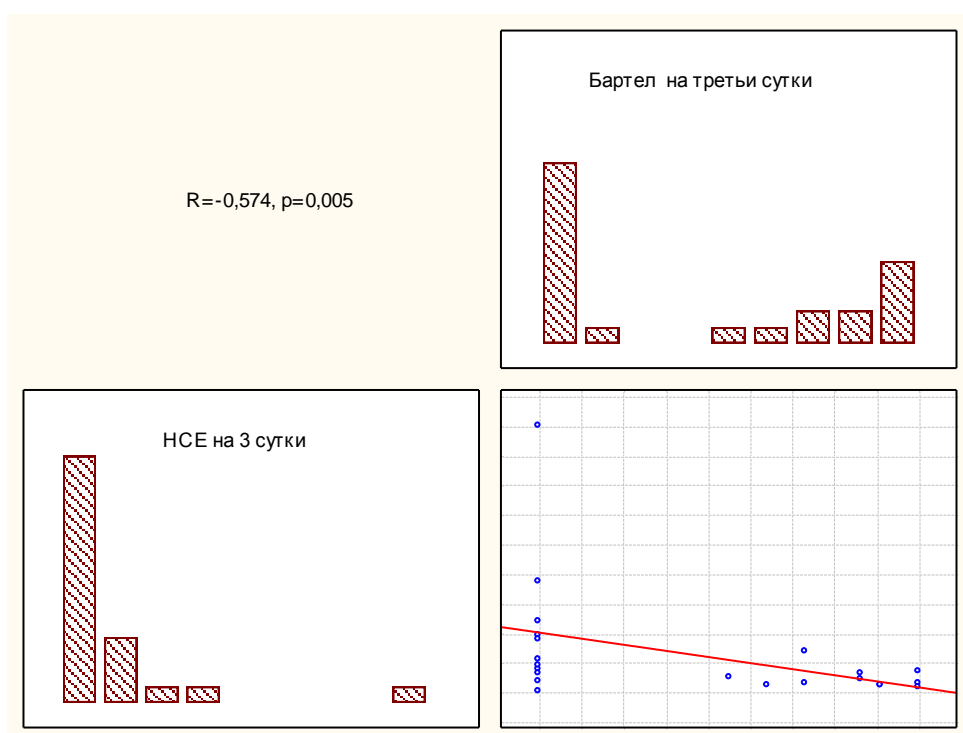 Бартел на третьи сутки
R=-0,574, p=0,005
НСЕ на 3 сутки